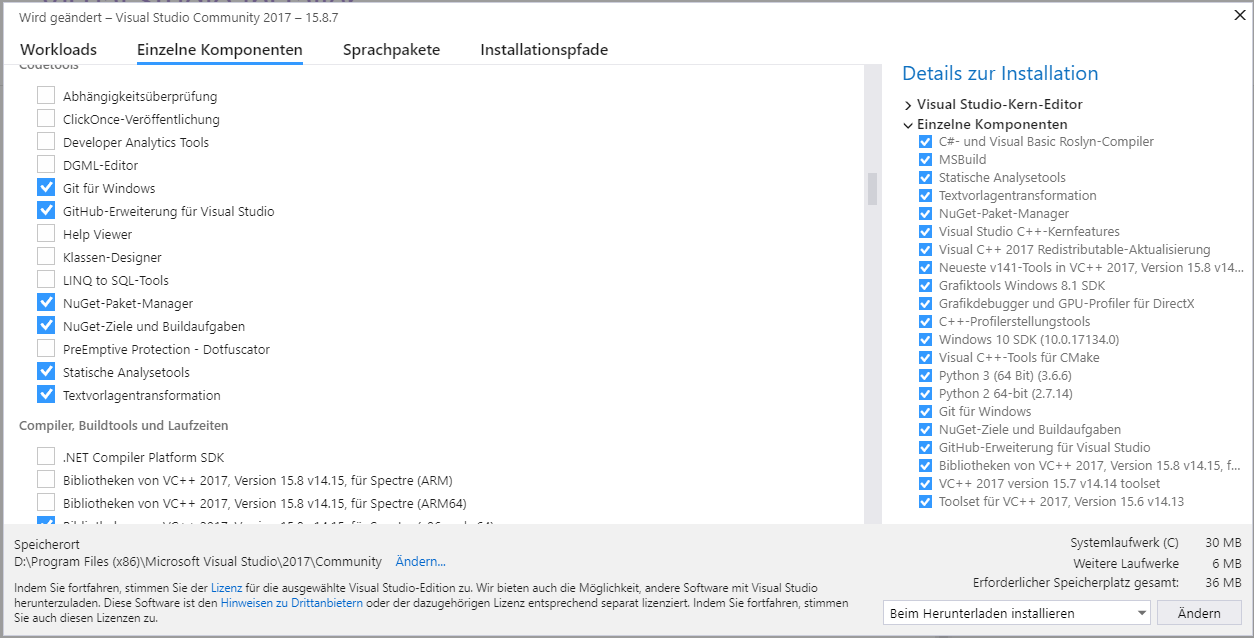 Wird geändert – Visual Studio Community 2017 – 15.8.7
Workloads
Einzelne Komponenten
Sprachpakete
Installationspfade
Codetools
Abhängigkeitsüberprüfung
ClickOnce-Veröffentlichung
Developer Analytics Tools
DGML-Editor
Git für Windows
GitHub-Erweiterung für Visual Studio
Help Viewer
Klassen-Designer
LINQ to SQL-Tools
NuGet-Paket-Manager
NuGet-Ziele und Buildaufgaben
PreEmptive Protection - Dotfuscator
Statische Analysetools
Textvorlagentransformation
Compiler, Buildtools und Laufzeiten
.NET Compiler Platform SDK
Bibliotheken von VC++ 2017, Version 15.8 v14.15, für Spectre (ARM)
Bibliotheken von VC++ 2017, Version 15.8 v14.15, für Spectre (ARM64)
Bibliotheken von VC++ 2017, Version 15.8 v14.15, für Spectre (x86 und x64)
Details zur Installation
Visual Studio-Kern-Editor
Einzelne Komponenten
C#- und Visual Basic Roslyn-Compiler
MSBuild
Statische Analysetools
Textvorlagentransformation
NuGet-Paket-Manager
Visual Studio C++-Kernfeatures
Visual C++ 2017 Redistributable-Aktualisierung
Neueste v141-Tools in VC++ 2017, Version 15.8 v14...
Grafiktools Windows 8.1 SDK
Grafikdebugger und GPU-Profiler für DirectX
C++-Profilerstellungstools
Windows 10 SDK (10.0.17134.0)
Visual C++-Tools für CMake
Python 3 (64 Bit) (3.6.6)
Python 2 64-bit (2.7.14)
Git für Windows
NuGet-Ziele und Buildaufgaben
GitHub-Erweiterung für Visual Studio
Bibliotheken von VC++ 2017, Version 15.8 v14.15, f...
VC++ 2017 version 15.7 v14.14 toolset
Toolset für VC++ 2017, Version 15.6 v14.13
Speicherort
D:\Program Files (x86)\Microsoft Visual Studio\2017\Community Ändern...
Indem Sie fortfahren, stimmen Sie der Lizenz für die ausgewählte Visual Studio-Edition zu. Wir bieten auch die Möglichkeit, andere Software mit Visual Studio
herunterzuladen. Diese Software ist den Hinweisen zu Drittanbietern oder der dazugehörigen Lizenz entsprechend separat lizenziert. Indem Sie fortfahren, stimmen
Sie auch diesen Lizenzen zu.
Systemlaufwerk (C) 30 MB
Weitere Laufwerke 6 MB
Erforderlicher Speicherplatz gesamt: 36 MB
Beim Herunterladen installieren
Ändern